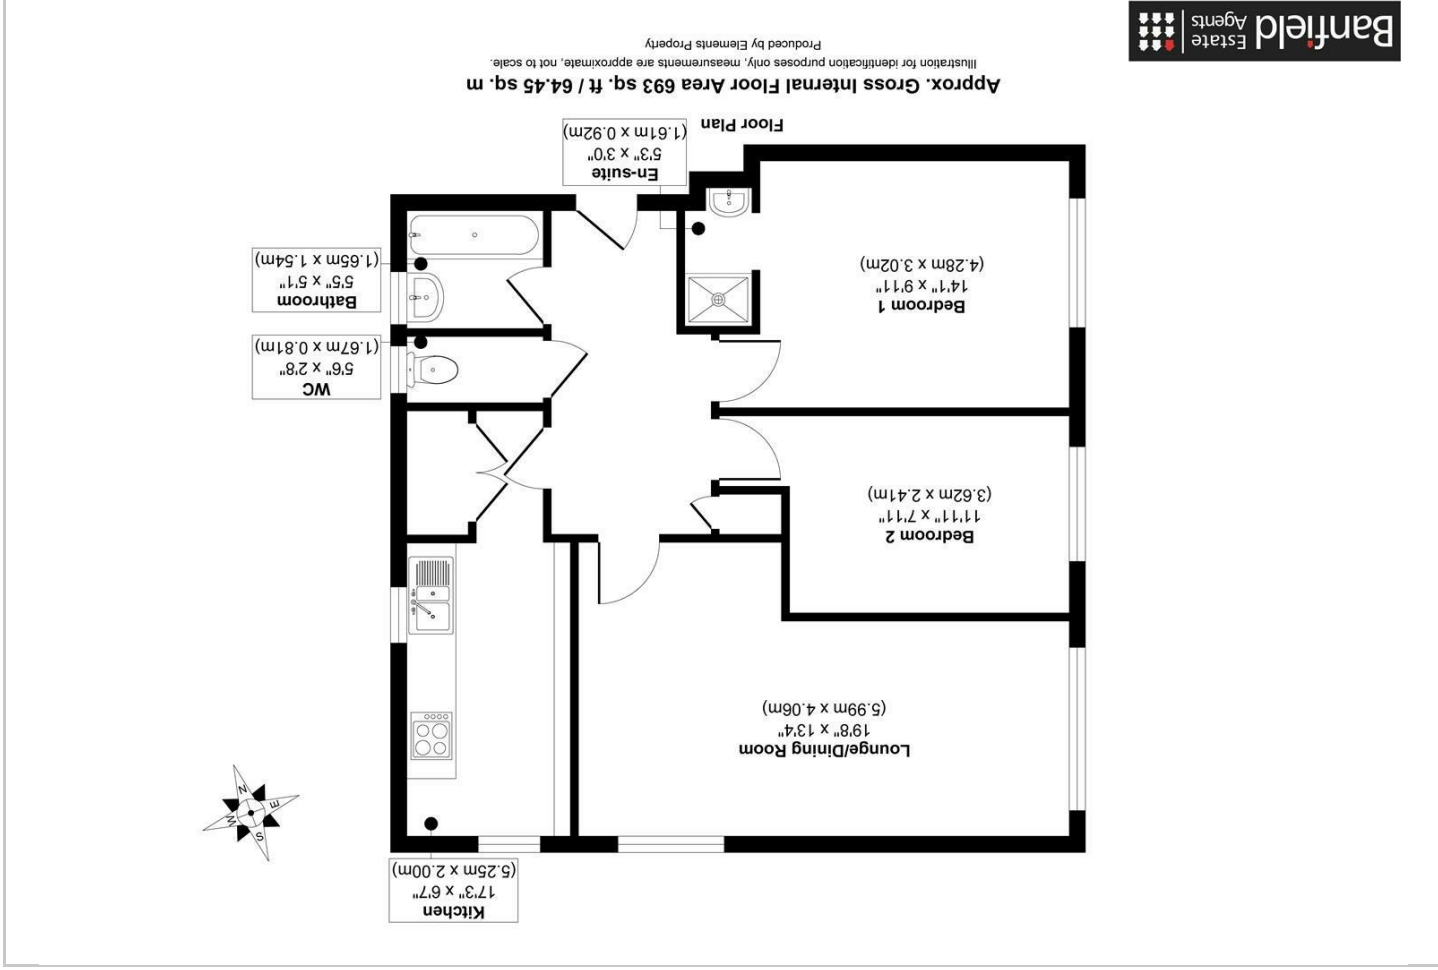 Kitchen
17'3" x 6'7"
(5.25m x 2.00m)
Lounge/Dining Room
19'8" x 13'4"
(5.99m x 4.06m)
N
E
S
W
Bedroom 2
11'11" x 7'11"
(3.62m x 2.41m)
WC
5'6" x 2'8"
(1.67m x 0.81m)
Bedroom 1
14'1" x 9'11"
(4.28m x 3.02m)
Bathroom
5'5" x 5'1"
(1.65m x 1.54m)
En-suite
5'3" x 3'0"
(1.61m x 0.92m)
Floor Plan
Approx. Gross Internal Floor Area 693 sq. ft / 64.45 sq. m
Illustration for identification purposes only, measurements are approximate, not to scale.
Produced by Elements Property
Banfield
Estate
Agents